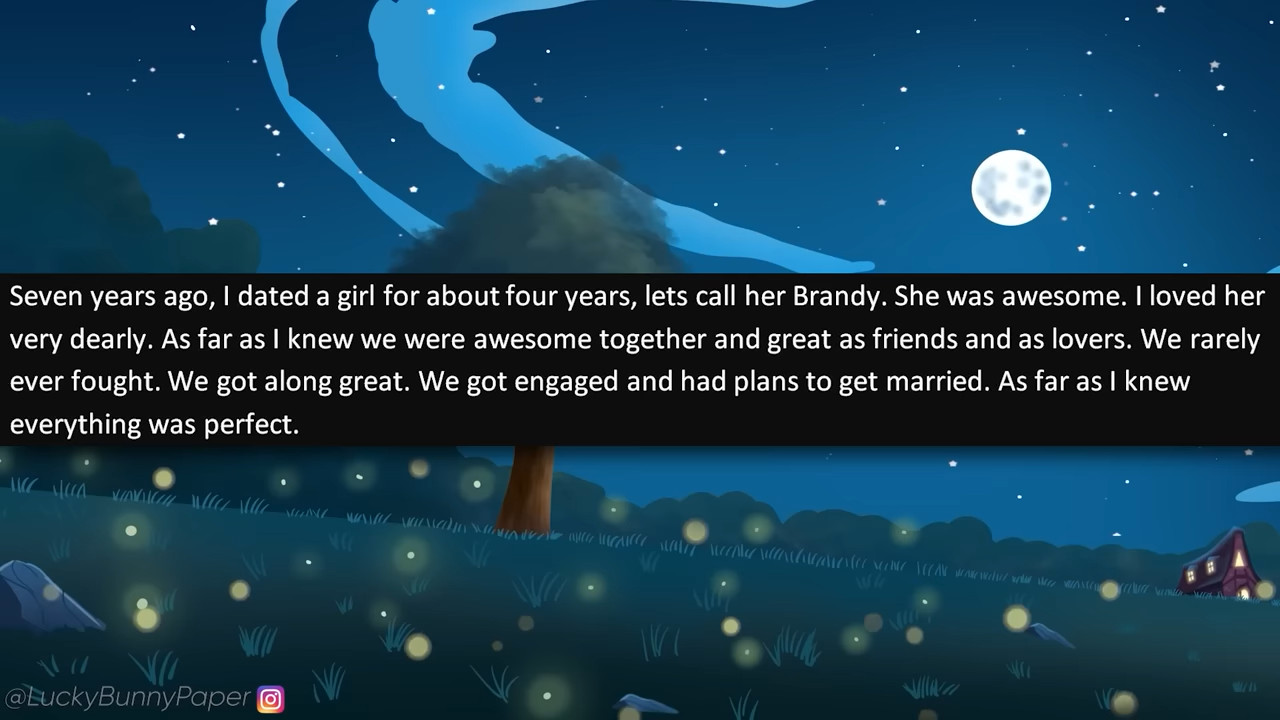 Seven years ago, I dated a girl for about four years, lets call her Brandy. She was awesome. I loved her
very dearly. As far as I knew we were awesome together and great as friends and as lovers. We rarely
ever fought. We got along great. We got engaged and had plans to get married. As far as I knew
everything was perfect.
@LuckyBunnyPaper